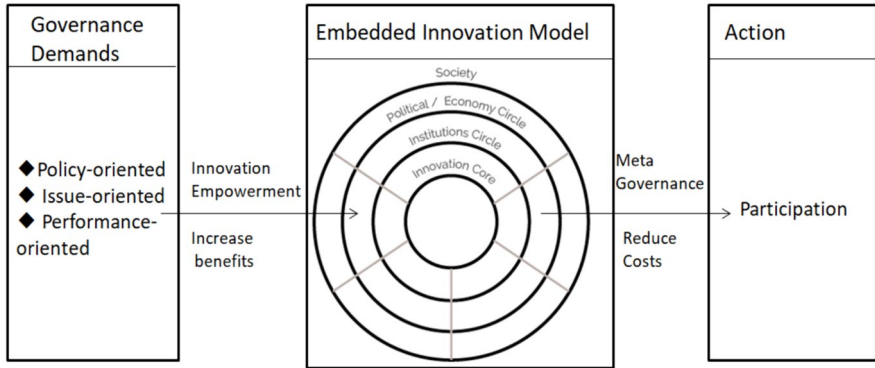 Governance
Demands
◆Policy-oriented
◆ Issue-oriented
◆ Performance-
oriented
Innovation
Empowerment
Increase
benefits
Embedded Innovation Model
Society
Political / Economy Circle
Institutions Circle
Innovation Core
Meta
Governance
Reduce
Costs
Action
Participation